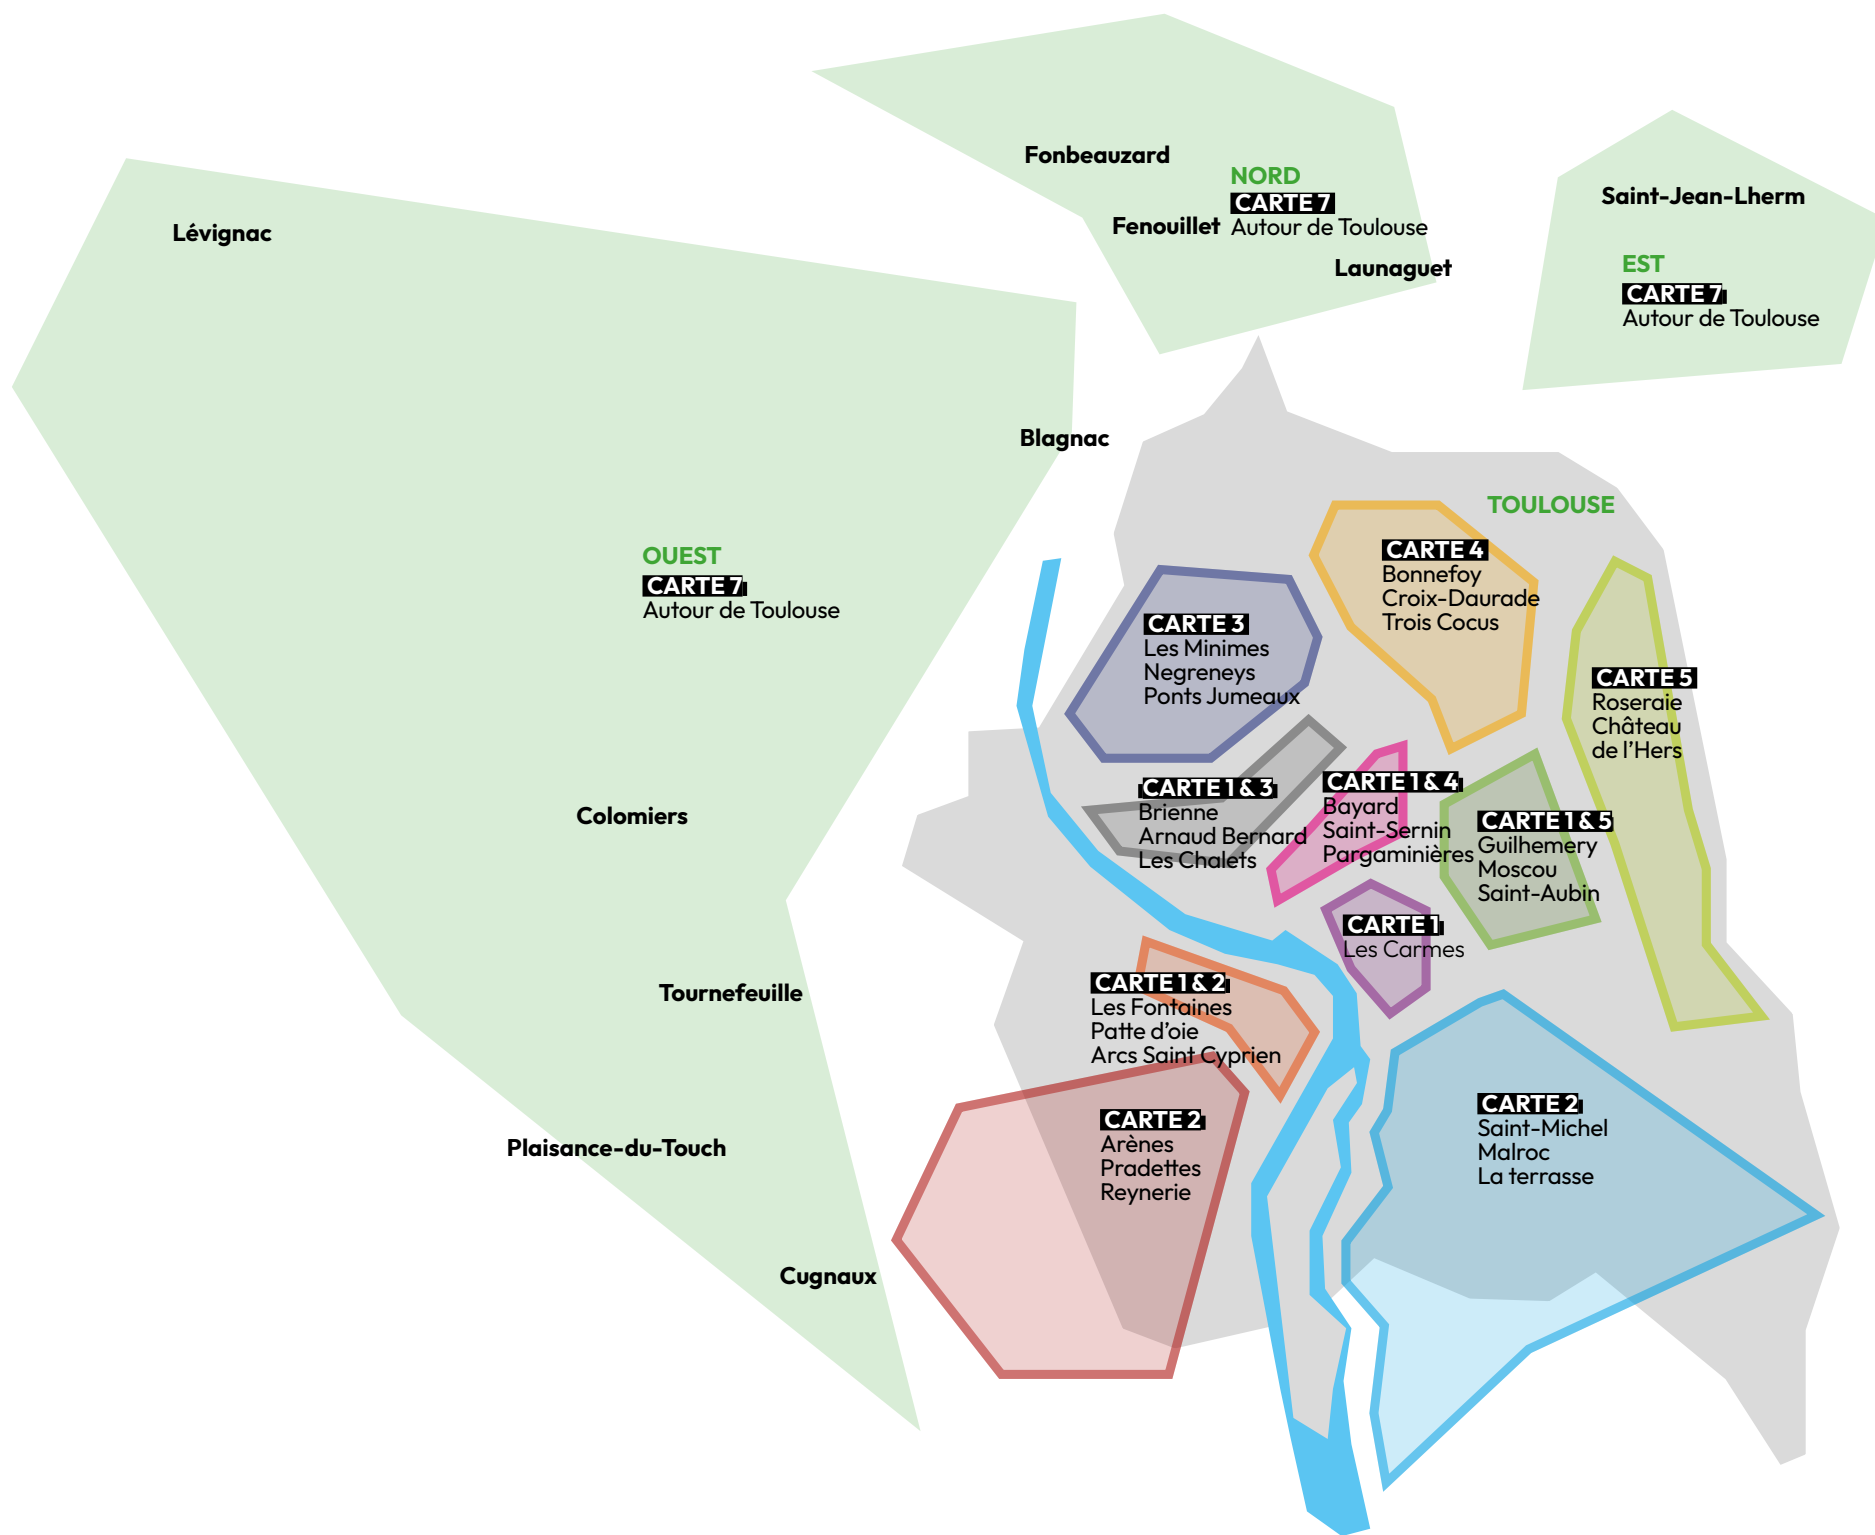 Fonbeauzard
NORD
CARTE 7
Autour de Toulouse
Fenouillet
Launaguet
Saint-Jean-Lherm
EST
CARTE 7
Autour de Toulouse
Lévignac
Blagnac
OUEST
CARTE 7
Autour de Toulouse
Colomiers
Tournefeuille
Plaisance-du-Touch
Cugnaux
TOULOUSE
CARTE 4
Bonnefoy
Croix-Daurade
Trois Cocus
CARTE 3
Les Minimes
Negreneys
Ponts Jumeaux
CARTE 5
Roseraie
Château
de l'Hers
CARTE 1 & 3
Brienne
Arnaud Bernard
Les Chalets
CARTE 1 & 4
Bayard
Saint-Sernin
Pargaminières
CARTE 1 & 5
Guilhemery
Moscou
Saint-Aubin
CARTE 1
Les Carmes
CARTE 1 & 2
Les Fontaines
Patte d'oie
Arcs Saint Cyprien
CARTE 2
Arènes
Pradettes
Reynerie
CARTE 2
Saint-Michel
Malroc
La terrasse